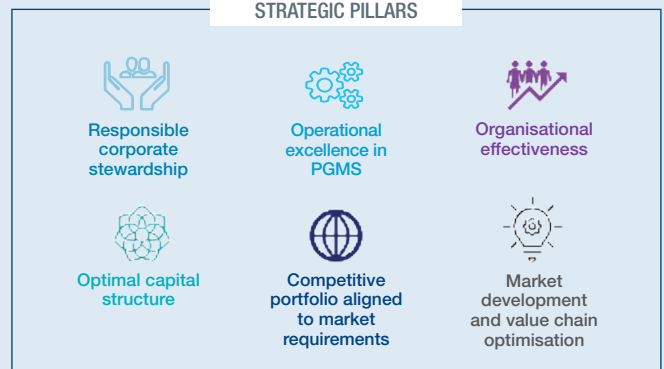 STRATEGIC PILLARS
Responsible
corporate
stewardship
Operational
excellence in
PGMS
Organisational
effectiveness
Optimal capital
structure
Competitive
portfolio aligned
to market
requirements
Market
development
and value chain
optimisation